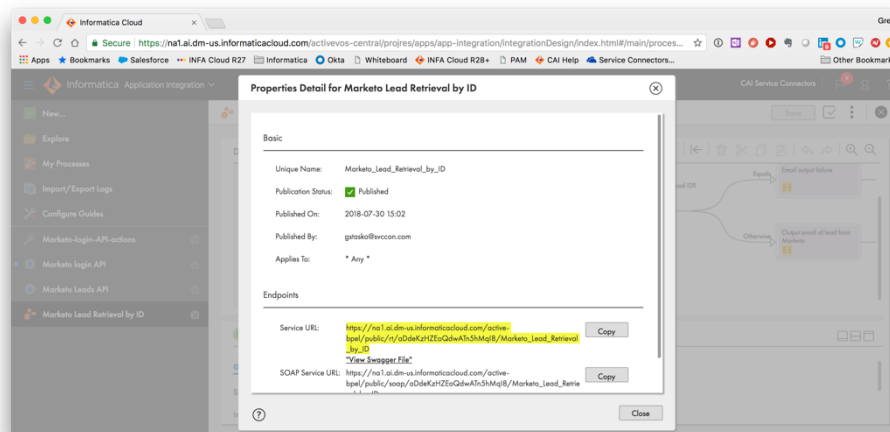 Informatica Cloud
Gre
Secure | https://na1.ai.dm-us.informaticacloud.com/activevos-central/projres/apps/app-integration/integrationDesign/index.html#/main/proces...
Apps Bookmarks Salesforce INFA Cloud R27 Informatica Okta Whiteboard INFA Cloud R28+ PAM CAI Help Service Connectors... Other Bookmark
Informatica Application Integration
CAI Service Connectors
New...
Explore
My Processes
Import/Export Logs
Configure Guides
Marketo-login-API-actions
Marketo login API
Marketo Leads API
Marketo Lead Retrieval by ID
Save
Equals
Email output failure
Otherwise
Output email of lead from Marketo
Properties Detail for Marketo Lead Retrieval by ID
Basic
Unique Name: Marketo_Lead_Retrieval_by_ID
Publication Status: Published
Published On: 2018-07-30 15:02
Published By: gstasko@svccon.com
Applies To: * Any *
Endpoints
Service URL: https://na1.ai.dm-us.informaticacloud.com/active-
bpel/public/rt/aDdeKzHZEoQdwATn5hMqI8/Marketo_Lead_Retrieval
_by_ID
Copy
"View Swagger File"
SOAP Service URL: https://na1.ai.dm-us.informaticacloud.com/active-
bpel/public/soap/aDdeKzHZEoQdwATn5hMqI8/Marketo_Lead_Retrie
Copy
Close